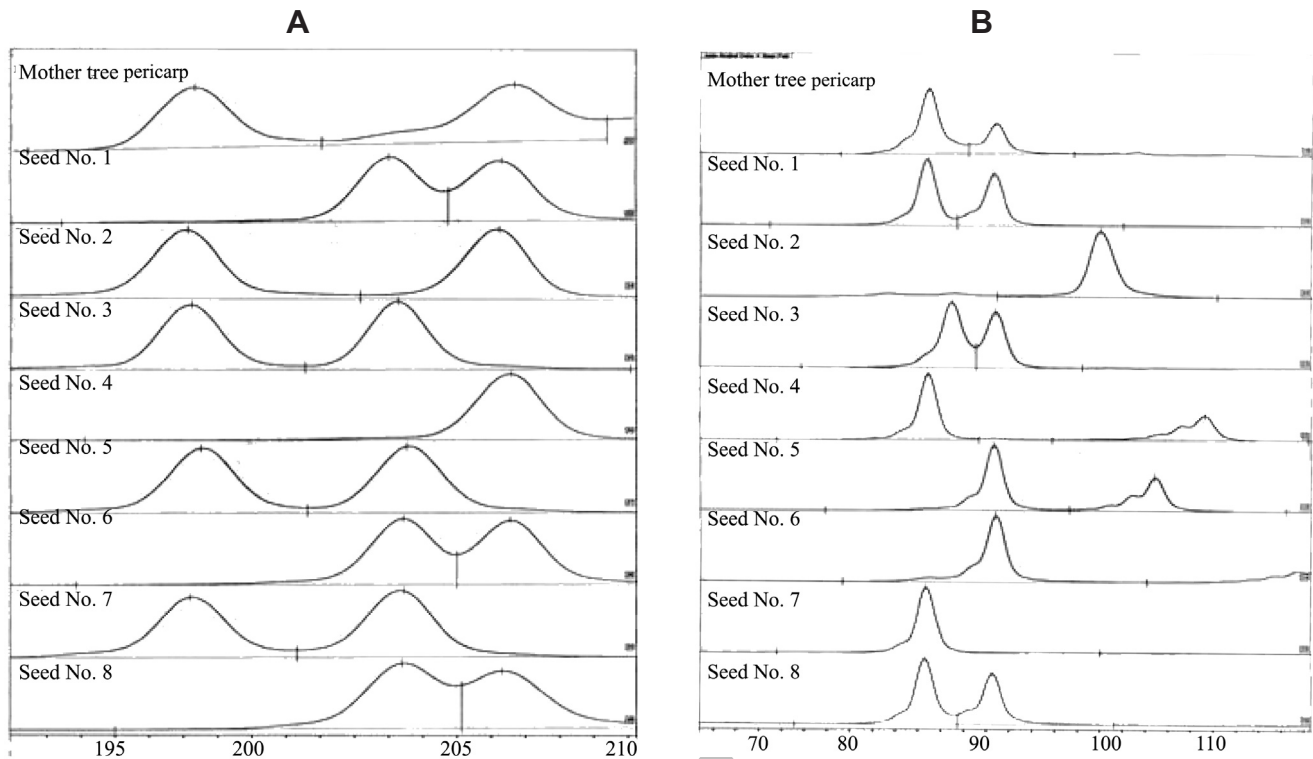 A
Mother tree pericarp
Seed No. 1
Seed No. 2
Seed No. 3
Seed No. 4
Seed No. 5
Seed No. 6
Seed No. 7
Seed No. 8
195 200 205 210
B
Mother tree pericarp
Seed No. 1
Seed No. 2
Seed No. 3
Seed No. 4
Seed No. 5
Seed No. 6
Seed No. 7
Seed No. 8
70 80 90 100 110